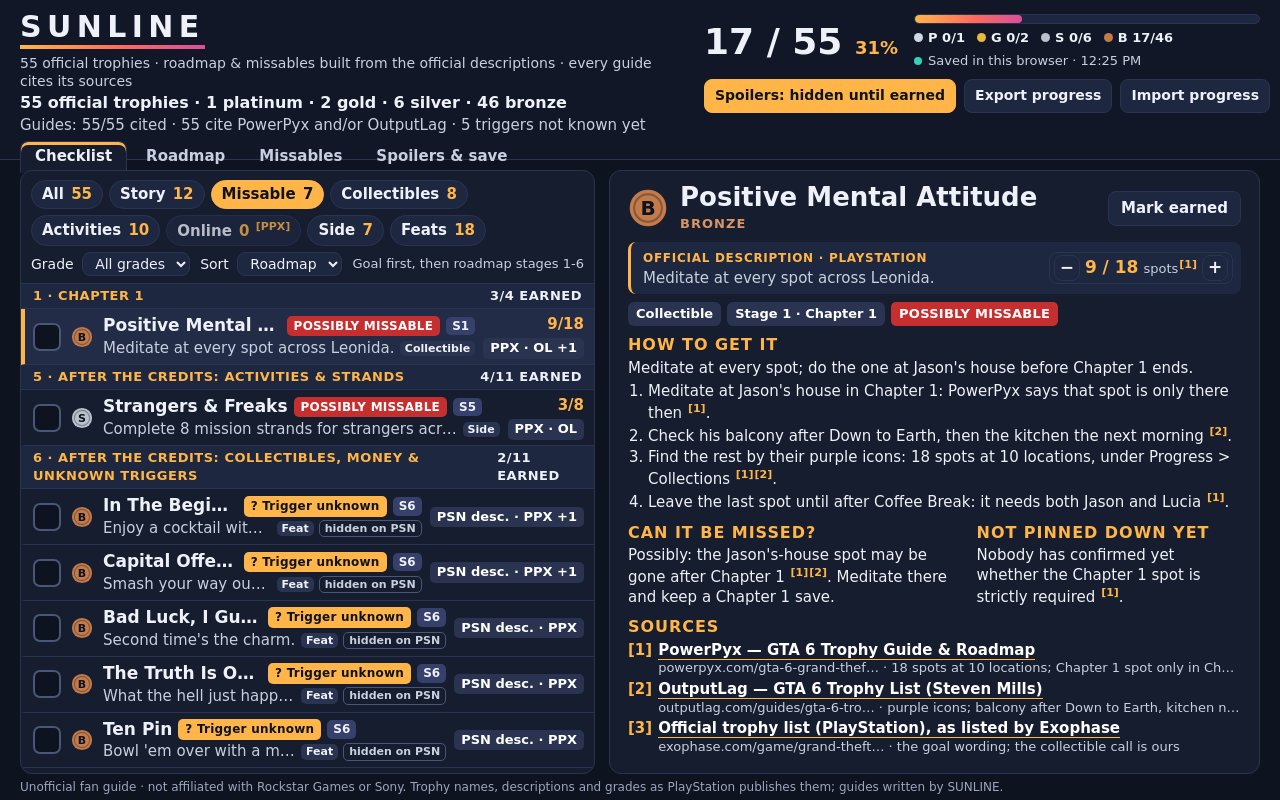 SUNLINE
55 official trophies · roadmap & missables built from the official descriptions · every guide
cites its sources
55 official trophies · 1 platinum · 2 gold · 6 silver · 46 bronze
Guides: 55/55 cited · 55 cite PowerPyx and/or OutputLag · 5 triggers not known yet
17 / 55 31%
P 0/1 G 0/2 S 0/6 B 17/46
Saved in this browser · 12:25 PM
Spoilers: hidden until earned Export progress Import progress
Checklist Roadmap Missables Spoilers & save
All 55 Story 12 Missable 7 Collectibles 8
Activities 10 Online 0 [PPX] Side 7 Feats 18
Grade All grades Sort Roadmap Goal first, then roadmap stages 1-6
1 · CHAPTER 1 3/4 EARNED
B Positive Mental ... POSSIBLY MISSABLE S1 9/18
Meditate at every spot across Leonida. Collectible PPX · OL +1
5 · AFTER THE CREDITS: ACTIVITIES & STRANDS 4/11 EARNED
S Strangers & Freaks POSSIBLY MISSABLE S5 3/8
Complete 8 mission strands for strangers acr... Side PPX · OL
6 · AFTER THE CREDITS: COLLECTIBLES, MONEY & 2/11
UNKNOWN TRIGGERS EARNED
B In The Begi... ? Trigger unknown S6 PSN desc. · PPX +1
Enjoy a cocktail wit... Feat hidden on PSN
B Capital Offe... ? Trigger unknown S6 PSN desc. · PPX +1
Smash your way ou... Feat hidden on PSN
B Bad Luck, I Gu... ? Trigger unknown S6 PSN desc. · PPX
Second time's the charm. Feat hidden on PSN
B The Truth Is O... ? Trigger unknown S6 PSN desc. · PPX
What the hell just happ... Feat hidden on PSN
B Ten Pin ? Trigger unknown S6 PSN desc. · PPX
Bowl 'em over with a m... Feat hidden on PSN
B Positive Mental Attitude Mark earned
BRONZE
OFFICIAL DESCRIPTION · PLAYSTATION
Meditate at every spot across Leonida. − 9 / 18 spots[1] +
Collectible Stage 1 · Chapter 1 POSSIBLY MISSABLE
HOW TO GET IT
Meditate at every spot; do the one at Jason's house before Chapter 1 ends.
1. Meditate at Jason's house in Chapter 1: PowerPyx says that spot is only there
then [1].
2. Check his balcony after Down to Earth, then the kitchen the next morning [2].
3. Find the rest by their purple icons: 18 spots at 10 locations, under Progress >
Collections [1][2].
4. Leave the last spot until after Coffee Break: it needs both Jason and Lucia [1].
CAN IT BE MISSED?
Possibly: the Jason's-house spot may be
gone after Chapter 1 [1][2]. Meditate there
and keep a Chapter 1 save.
NOT PINNED DOWN YET
Nobody has confirmed yet
whether the Chapter 1 spot is
strictly required [1].
SOURCES
[1] PowerPyx — GTA 6 Trophy Guide & Roadmap
powerpyx.com/gta-6-grand-thef... · 18 spots at 10 locations; Chapter 1 spot only in Ch...
[2] OutputLag — GTA 6 Trophy List (Steven Mills)
outputlag.com/guides/gta-6-tro... · purple icons; balcony after Down to Earth, kitchen n...
[3] Official trophy list (PlayStation), as listed by Exophase
exophase.com/game/grand-theft... · the goal wording; the collectible call is ours
Unofficial fan guide · not affiliated with Rockstar Games or Sony. Trophy names, descriptions and grades as PlayStation publishes them; guides written by SUNLINE.